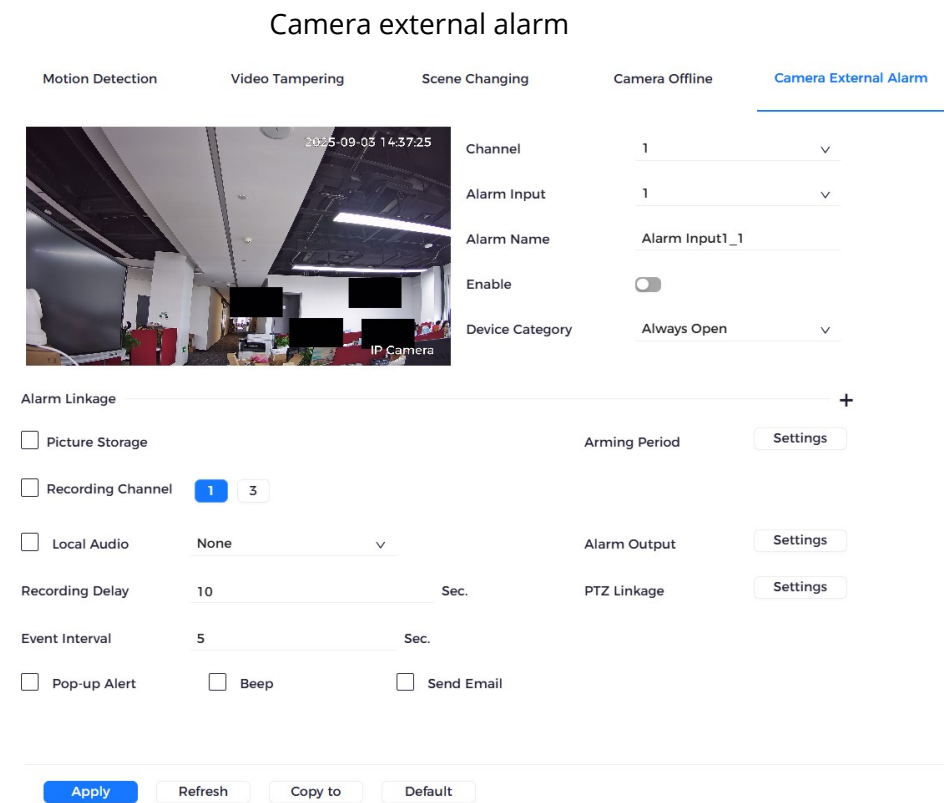 Camera external alarm
Motion Detection Video Tampering Scene Changing Camera Offline Camera External Alarm
2025-09-03 14:37:25
IP Camera
Channel 1
Alarm Input 1
Alarm Name Alarm Input1_1
Enable
Device Category Always Open
Alarm Linkage +
Picture Storage Arming Period Settings
Recording Channel 1 3
Local Audio None Alarm Output Settings
Recording Delay 10 Sec. PTZ Linkage Settings
Event Interval 5 Sec.
Pop-up Alert Beep Send Email
Apply Refresh Copy to Default